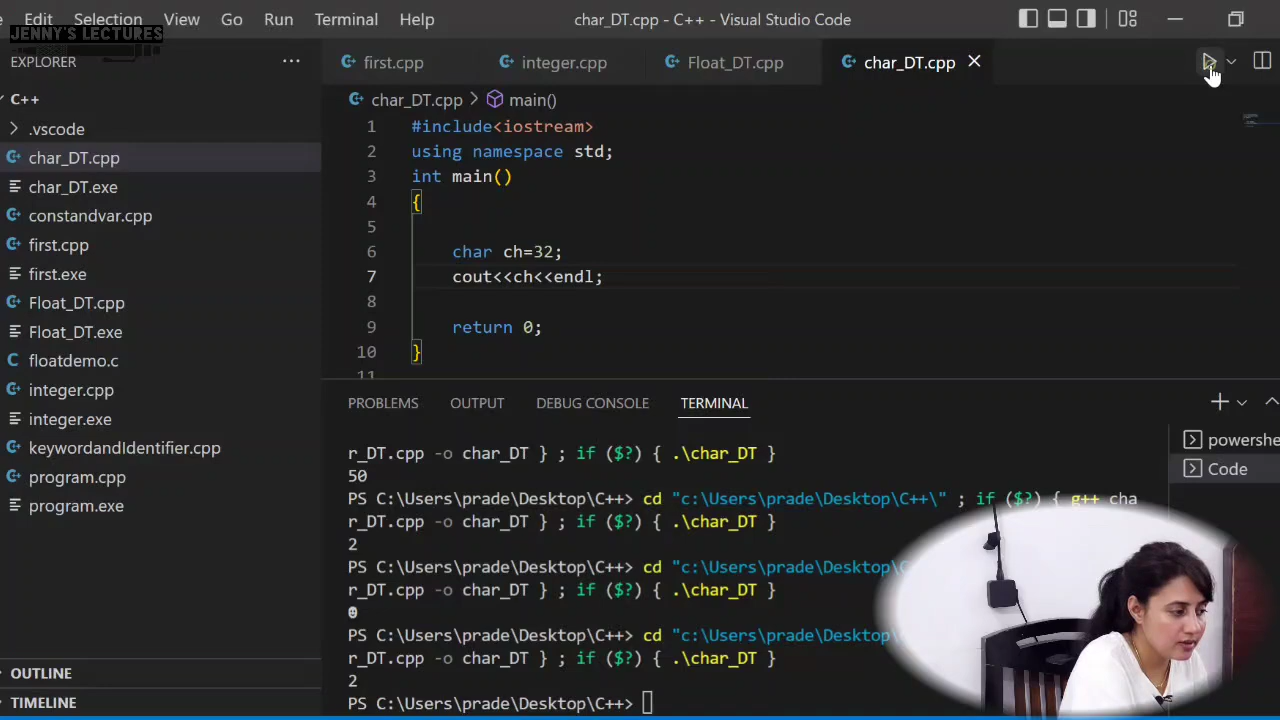 Edit Selection View Go Run Terminal Help char_DT.cpp - C++ - Visual Studio Code
JENNY'S LECTURES
EXPLORER
first.cpp integer.cpp Float_DT.cpp char_DT.cpp
C++
.vscode
char_DT.cpp
char_DT.exe
constandvar.cpp
first.cpp
first.exe
Float_DT.cpp
Float_DT.exe
floatdemo.c
integer.cpp
integer.exe
keywordandIdentifier.cpp
program.cpp
program.exe
OUTLINE
TIMELINE
char_DT.cpp > main()
1 #include<iostream>
2 using namespace std;
3 int main()
4 {
5
6 char ch=32;
7 cout<<ch<<endl;
8
9 return 0;
10 }
11
PROBLEMS OUTPUT DEBUG CONSOLE TERMINAL
r_DT.cpp -o char_DT } ; if ($?) { .\char_DT }
50
PS C:\Users\prade\Desktop\C++> cd "c:\Users\prade\Desktop\C++\" ; if ($?) { g++ cha
r_DT.cpp -o char_DT } ; if ($?) { .\char_DT }
2
PS C:\Users\prade\Desktop\C++> cd "c:\Users\prade\Desktop\C
r_DT.cpp -o char_DT } ; if ($?) { .\char_DT }
PS C:\Users\prade\Desktop\C++> cd "c:\Users\prade\Desktop\
r_DT.cpp -o char_DT } ; if ($?) { .\char_DT }
2
PS C:\Users\prade\Desktop\C++>
powershe
Code